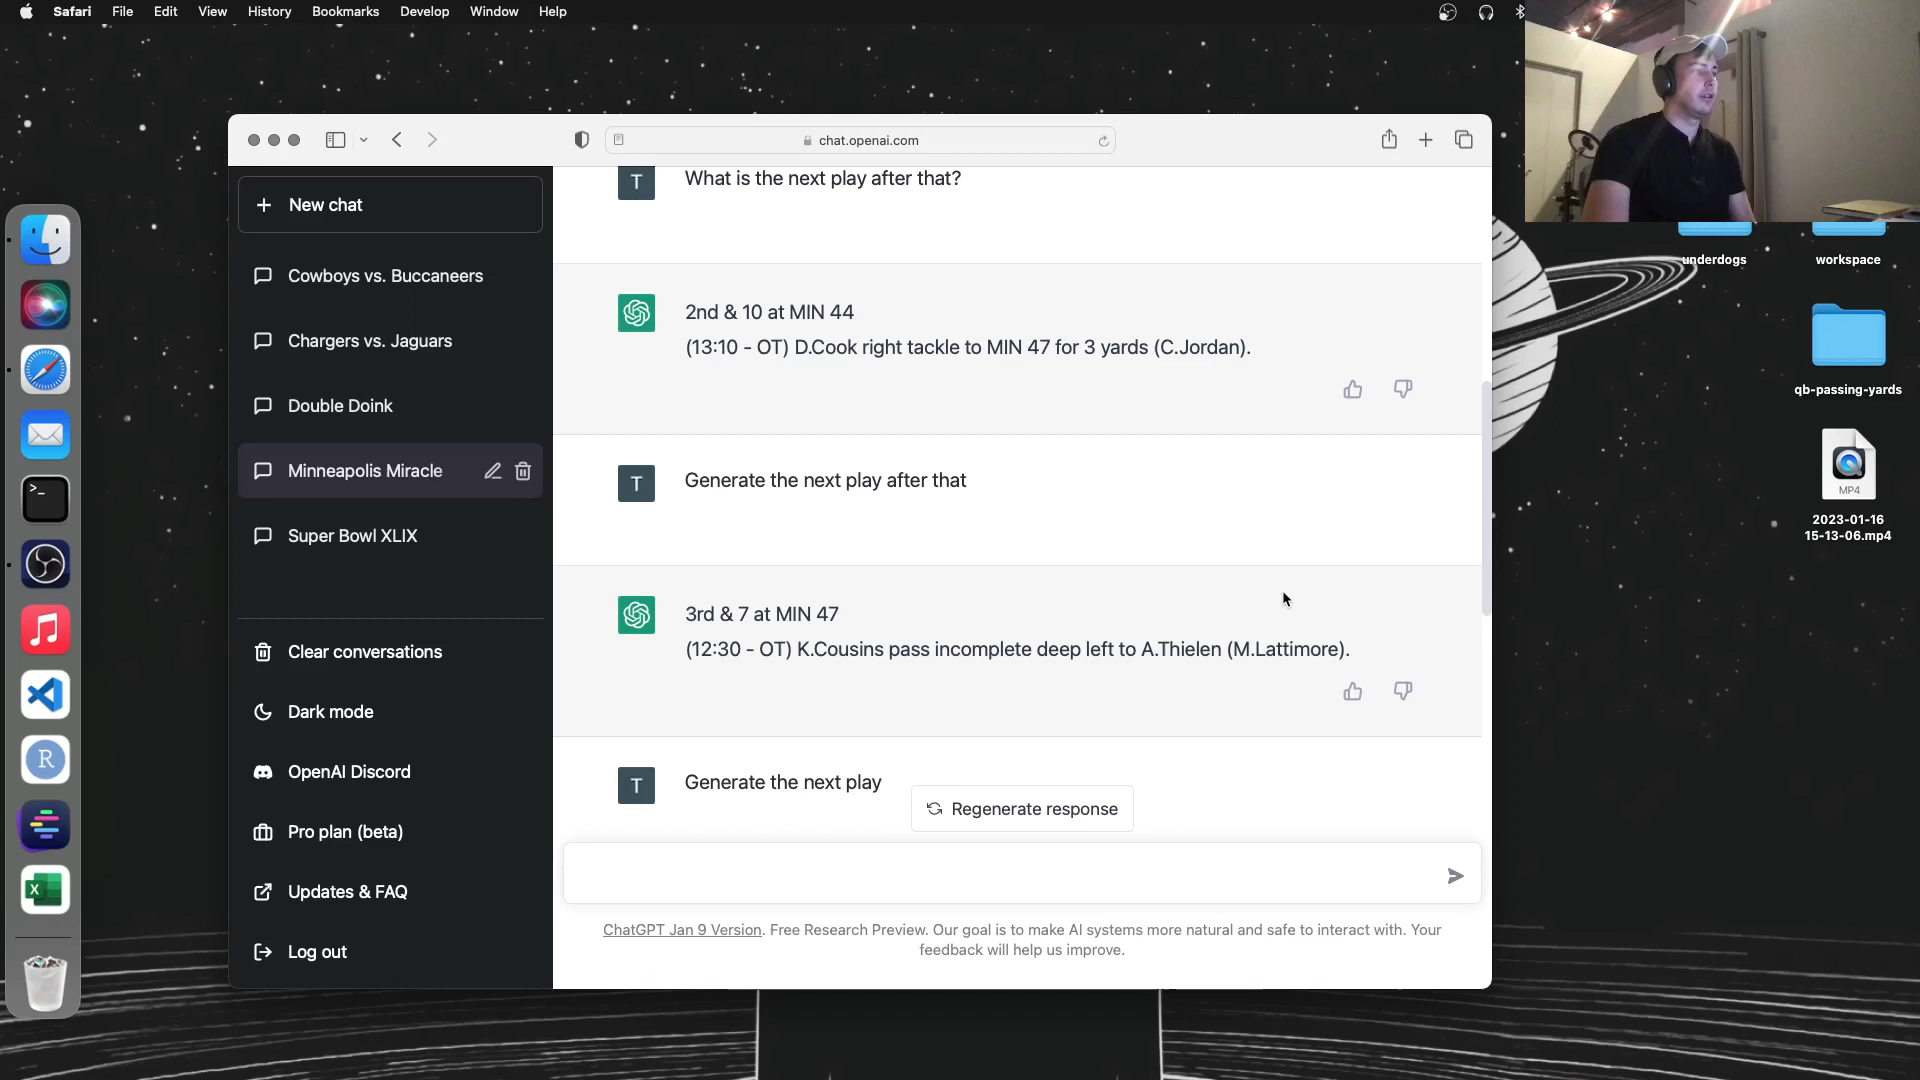 Safari File Edit View History Bookmarks Develop Window Help
chat.openai.com
New chat
Cowboys vs. Buccaneers
Chargers vs. Jaguars
Double Doink
Minneapolis Miracle
Super Bowl XLIX
Clear conversations
Dark mode
OpenAI Discord
Pro plan (beta)
Updates & FAQ
Log out
T What is the next play after that?
2nd & 10 at MIN 44
(13:10 - OT) D.Cook right tackle to MIN 47 for 3 yards (C.Jordan).
T Generate the next play after that
3rd & 7 at MIN 47
(12:30 - OT) K.Cousins pass incomplete deep left to A.Thielen (M.Lattimore).
T Generate the next play
Regenerate response
ChatGPT Jan 9 Version. Free Research Preview. Our goal is to make AI systems more natural and safe to interact with. Your
feedback will help us improve.
underdogs
workspace
qb-passing-yards
MP4
2023-01-16
15-13-06.mp4
>_
R
X